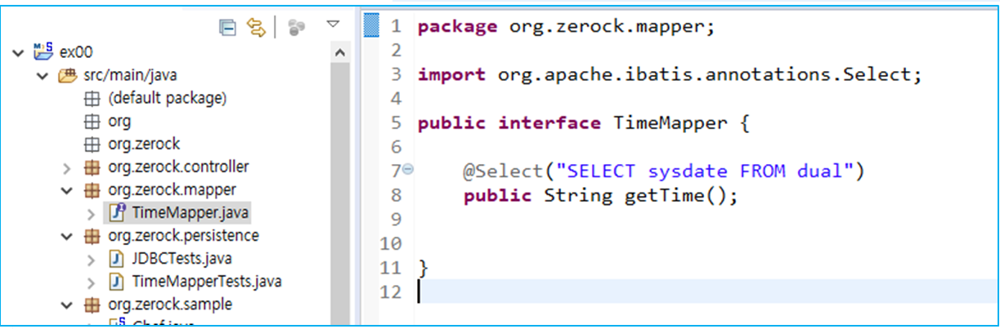 ex00
src/main/java
(default package)
org
org.zerock
org.zerock.controller
org.zerock.mapper
TimeMapper.java
org.zerock.persistence
JDBCTests.java
TimeMapperTests.java
org.zerock.sample
Chef.java
1 package org.zerock.mapper;
2
3 import org.apache.ibatis.annotations.Select;
4
5 public interface TimeMapper {
6
7 @Select("SELECT sysdate FROM dual")
8 public String getTime();
9
10
11 }
12